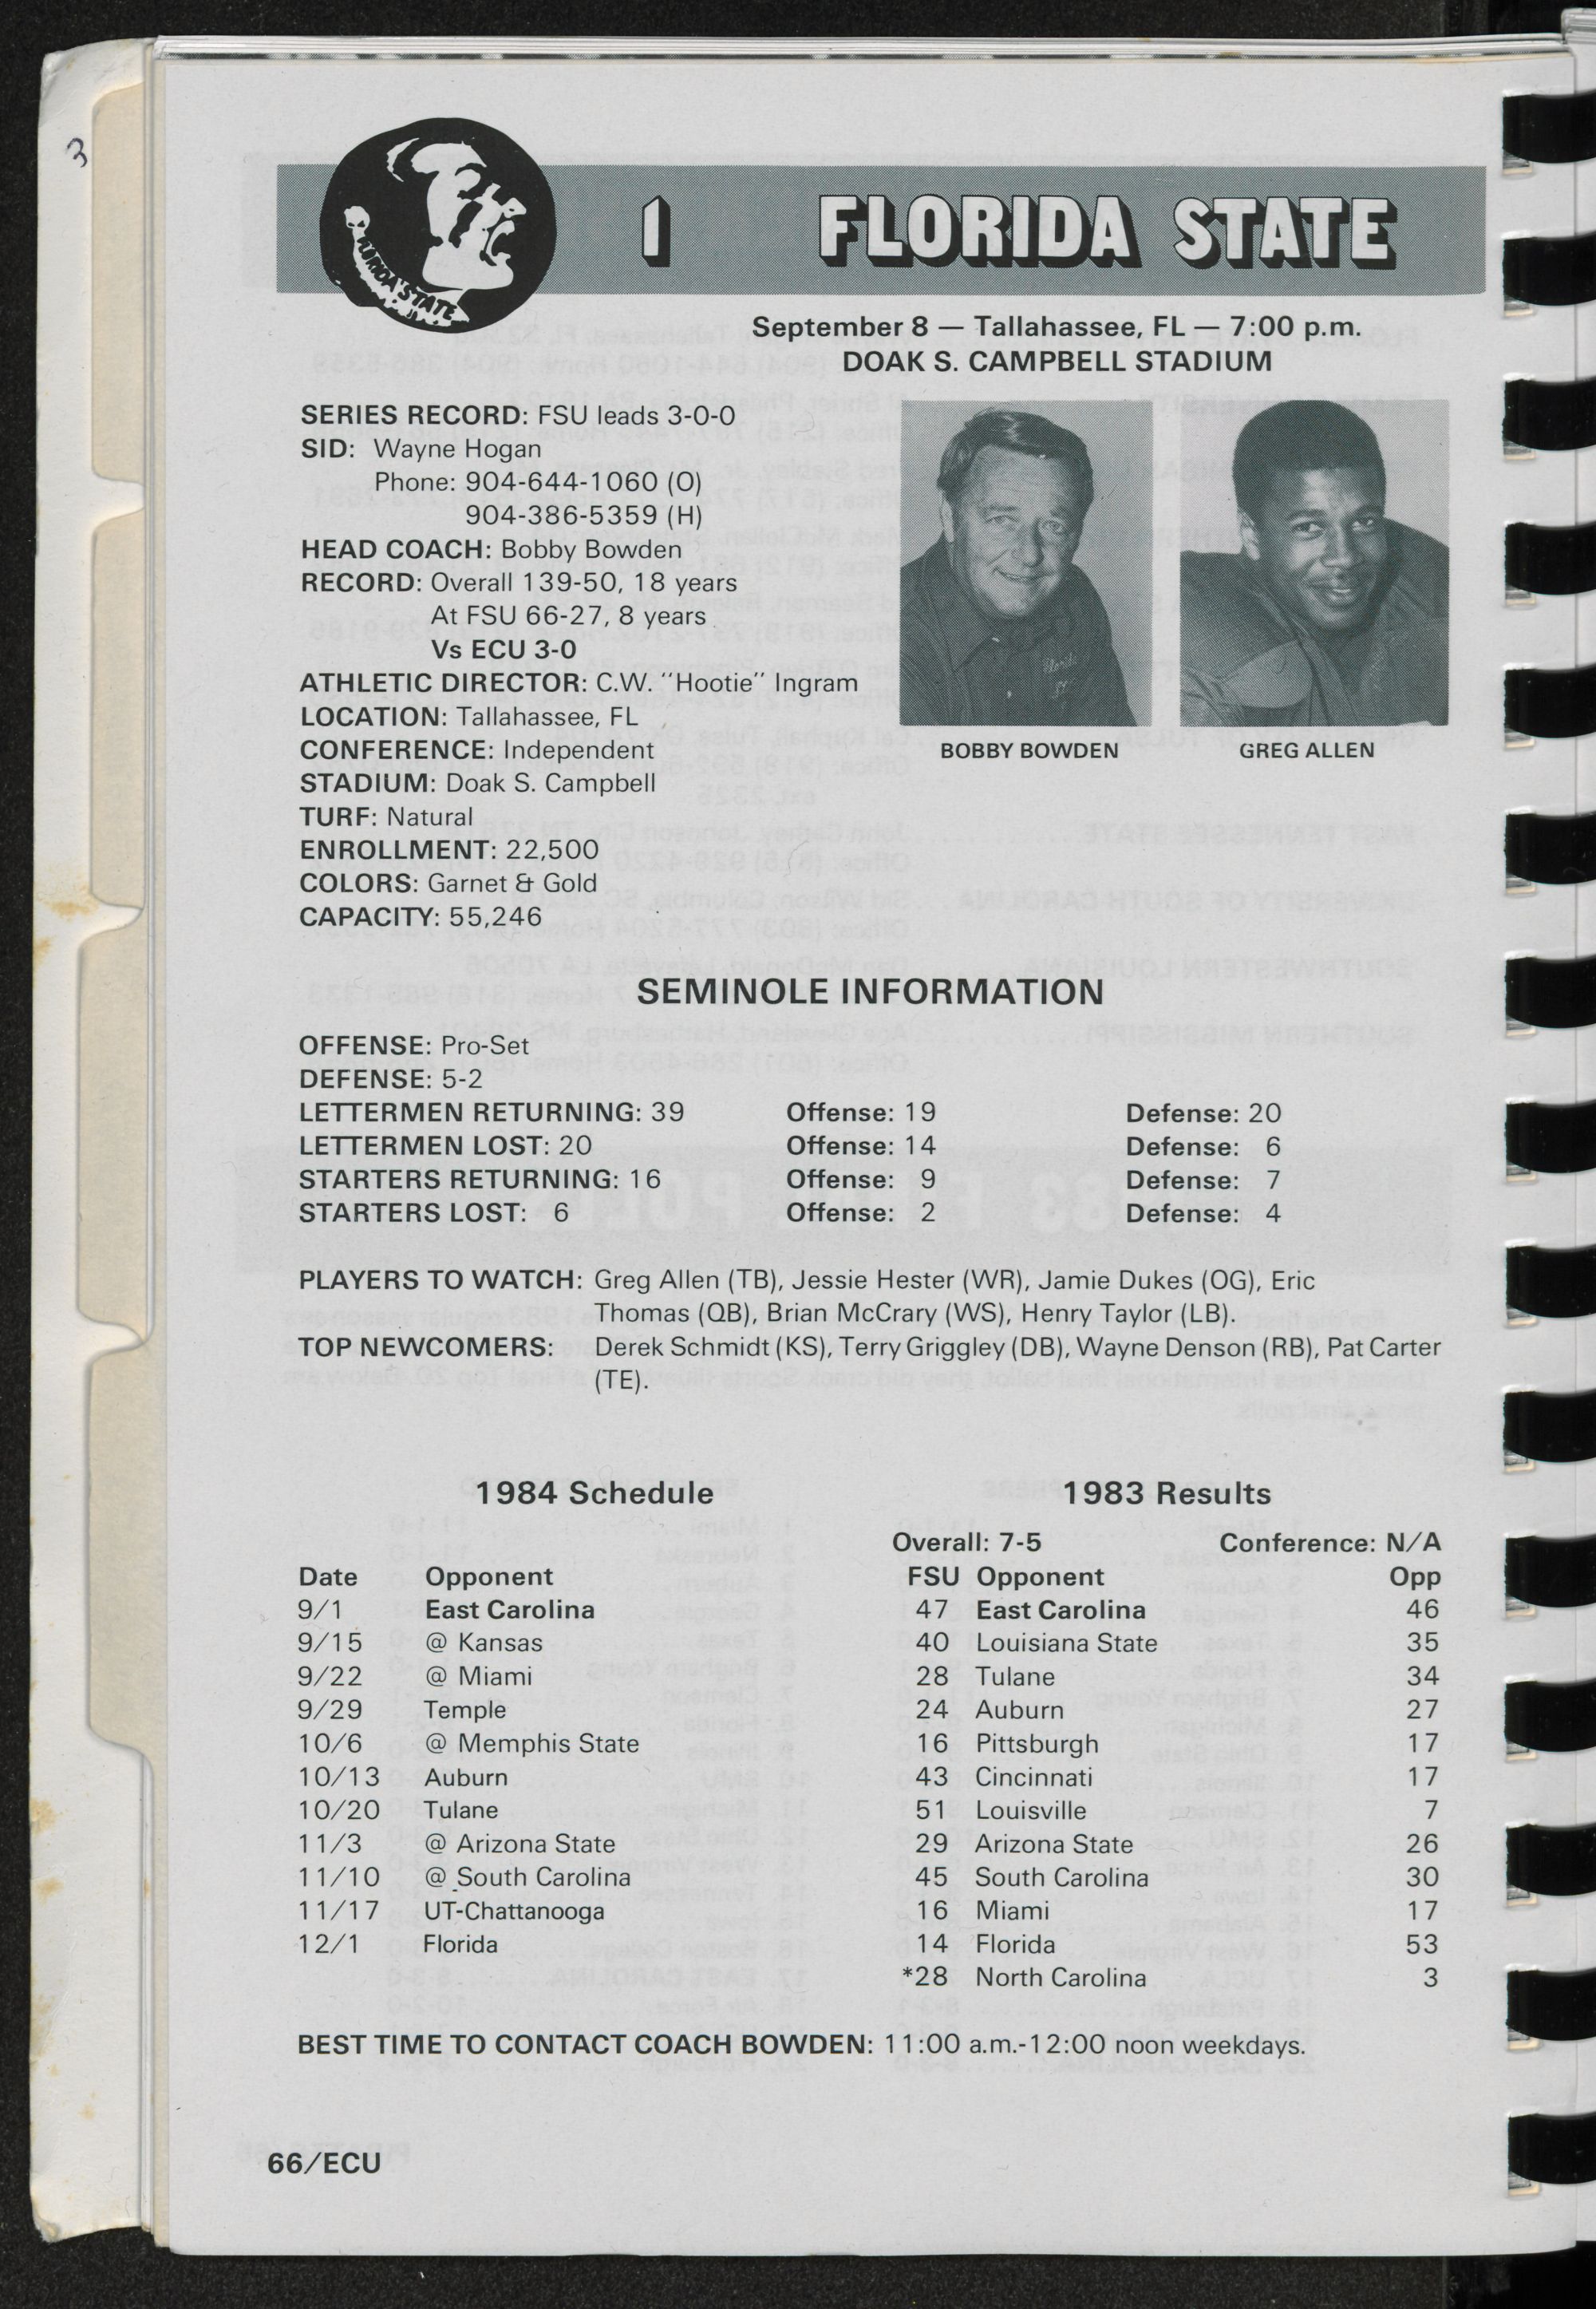 3
FLORIDA STATE
1 FLORIDA STATE
September 8 — Tallahassee, FL — 7:00 p.m.
DOAK S. CAMPBELL STADIUM
SERIES RECORD: FSU leads 3-0-0
SID: Wayne Hogan
Phone: 904-644-1060 (O)
904-386-5359 (H)
HEAD COACH: Bobby Bowden
RECORD: Overall 139-50, 18 years
At FSU 66-27, 8 years
Vs ECU 3-0
ATHLETIC DIRECTOR: C.W. "Hootie" Ingram
LOCATION: Tallahassee, FL
CONFERENCE: Independent
STADIUM: Doak S. Campbell
TURF: Natural
ENROLLMENT: 22,500
COLORS: Garnet & Gold
CAPACITY: 55,246
BOBBY BOWDEN GREG ALLEN
SEMINOLE INFORMATION
OFFENSE: Pro-Set
DEFENSE: 5-2
LETTERMEN RETURNING: 39 Offense: 19 Defense: 20
LETTERMEN LOST: 20 Offense: 14 Defense: 6
STARTERS RETURNING: 16 Offense: 9 Defense: 7
STARTERS LOST: 6 Offense: 2 Defense: 4
PLAYERS TO WATCH: Greg Allen (TB), Jessie Hester (WR), Jamie Dukes (OG), Eric
Thomas (QB), Brian McCrary (WS), Henry Taylor (LB).
TOP NEWCOMERS: Derek Schmidt (KS), Terry Griggley (DB), Wayne Denson (RB), Pat Carter
(TE).
1984 Schedule
Date Opponent
9/1 East Carolina
9/15 @ Kansas
9/22 @ Miami
9/29 Temple
10/6 @ Memphis State
10/13 Auburn
10/20 Tulane
11/3 @ Arizona State
11/10 @ South Carolina
11/17 UT-Chattanooga
12/1 Florida
1983 Results
Overall: 7-5 Conference: N/A
FSU Opponent Opp
47 East Carolina 46
40 Louisiana State 35
28 Tulane 34
24 Auburn 27
16 Pittsburgh 17
43 Cincinnati 17
51 Louisville 7
29 Arizona State 26
45 South Carolina 30
16 Miami 17
14 Florida 53
*28 North Carolina 3
BEST TIME TO CONTACT COACH BOWDEN: 11:00 a.m.-12:00 noon weekdays.
66/ECU